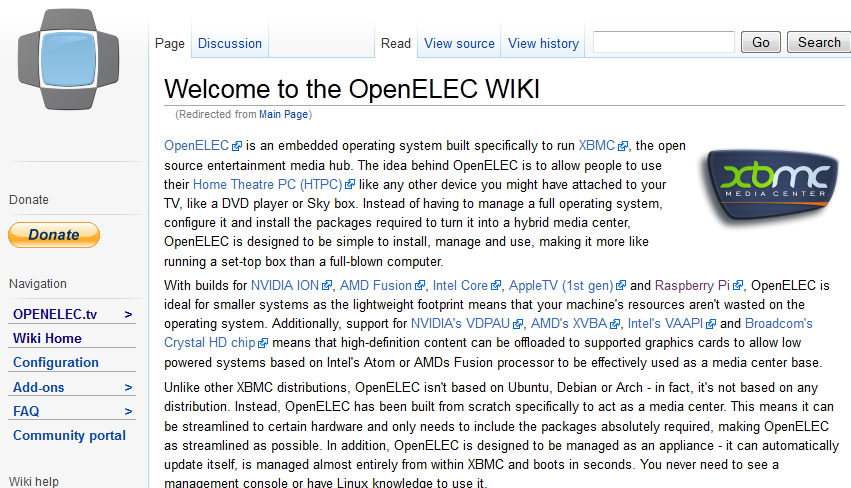 Page
Discussion
Read
View source
View history
Go
Search
Welcome to the OpenELEC WIKI
(Redirected from Main Page)
OpenELEC is an embedded operating system built specifically to run XBMC, the open
source entertainment media hub. The idea behind OpenELEC is to allow people to use
their Home Theatre PC (HTPC) like any other device you might have attached to your
TV, like a DVD player or Sky box. Instead of having to manage a full operating system,
configure it and install the packages required to turn it into a hybrid media center,
OpenELEC is designed to be simple to install, manage and use, making it more like
running a set-top box than a full-blown computer.
xbmc
MEDIA CENTER
With builds for NVIDIA ION, AMD Fusion, Intel Core, AppleTV (1st gen) and Raspberry Pi, OpenELEC is
ideal for smaller systems as the lightweight footprint means that your machine's resources aren't wasted on the
operating system. Additionally, support for NVIDIA's VDPAU, AMD's XVBA, Intel's VAAPI and Broadcom's
Crystal HD chip means that high-definition content can be offloaded to supported graphics cards to allow low
powered systems based on Intel's Atom or AMDs Fusion processor to be effectively used as a media center base.
Unlike other XBMC distributions, OpenELEC isn't based on Ubuntu, Debian or Arch - in fact, it's not based on any
distribution. Instead, OpenELEC has been built from scratch specifically to act as a media center. This means it can
be streamlined to certain hardware and only needs to include the packages absolutely required, making OpenELEC
as streamlined as possible. In addition, OpenELEC is designed to be managed as an appliance - it can automatically
update itself, is managed almost entirely from within XBMC and boots in seconds. You never need to see a
management console or have Linux knowledge to use it.
Donate
Donate
Navigation
OPENELEC.tv >
Wiki Home
Configuration
Add-ons >
FAQ >
Community portal
Wiki help